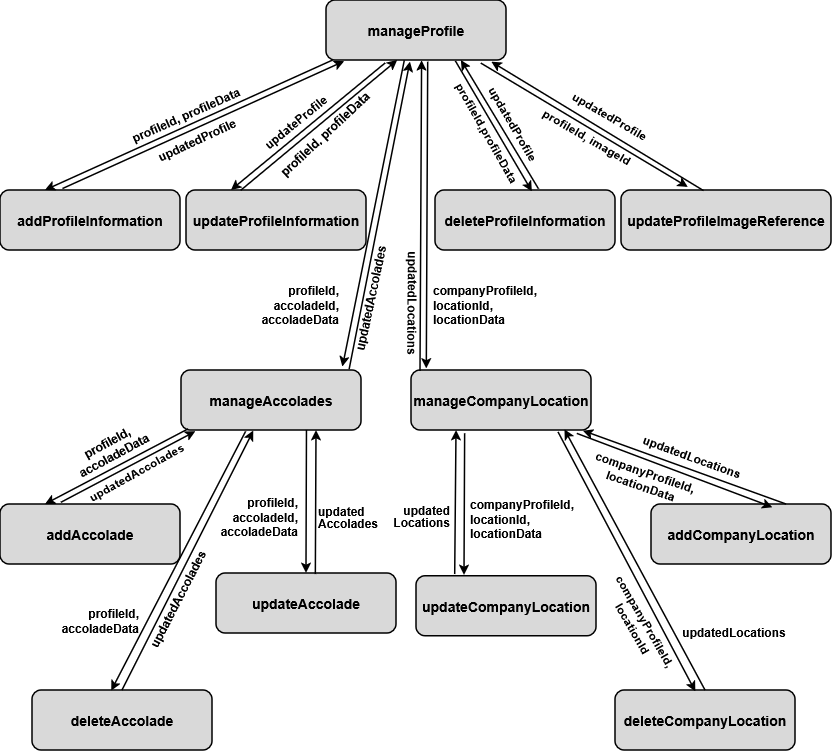 manageProfile
profileId, profileData
updatedProfile
updateProfile
profileId, profileData
updatedProfile
profileId,profileData
updatedProfile
profileId, imageId
addProfileInformation
updateProfileInformation
deleteProfileInformation
updateProfileImageReference
profileId,
accoladeId,
accoladeData
updatedAccolades
updatedLocations
companyProfileId,
locationId,
locationData
manageAccolades
manageCompanyLocation
profileId,
accoladeData
updatedAccolades
profileId,
accoladeId,
accoladeData
updated
Accolades
updated
Locations
companyProfileId,
locationId,
locationData
updatedLocations
companyProfileId,
locationData
addAccolade
addCompanyLocation
profileId,
accoladeData
updatedAccolades
updateAccolade
updateCompanyLocation
companyProfileId,
locationId
updatedLocations
deleteAccolade
deleteCompanyLocation